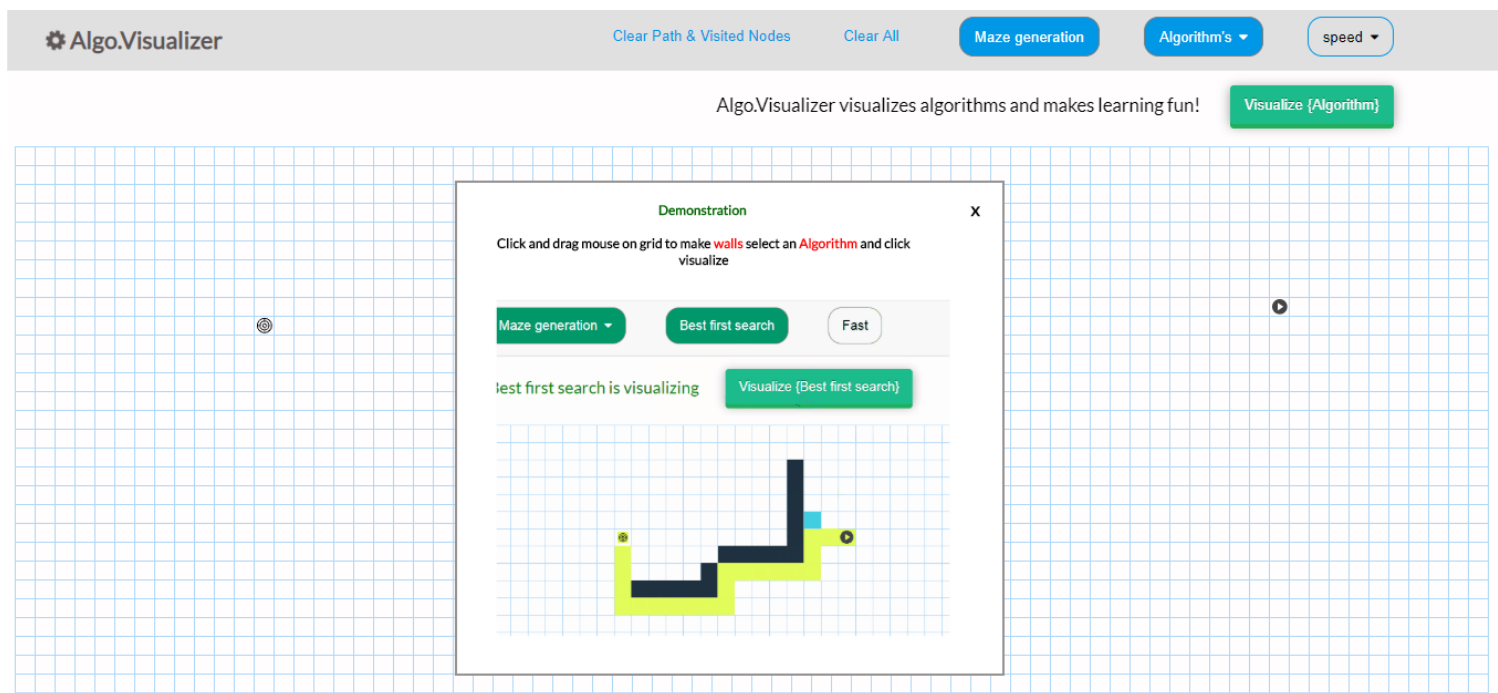 Algo.Visualizer
Clear Path & Visited Nodes
Clear All
Maze generation
Algorithm's
speed
Algo.Visualizer visualizes algorithms and makes learning fun!
Visualize {Algorithm}
Demonstration
X
Click and drag mouse on grid to make walls select an Algorithm and click
visualize
Maze generation
Best first search
Fast
Best first search is visualizing
Visualize {Best first search}